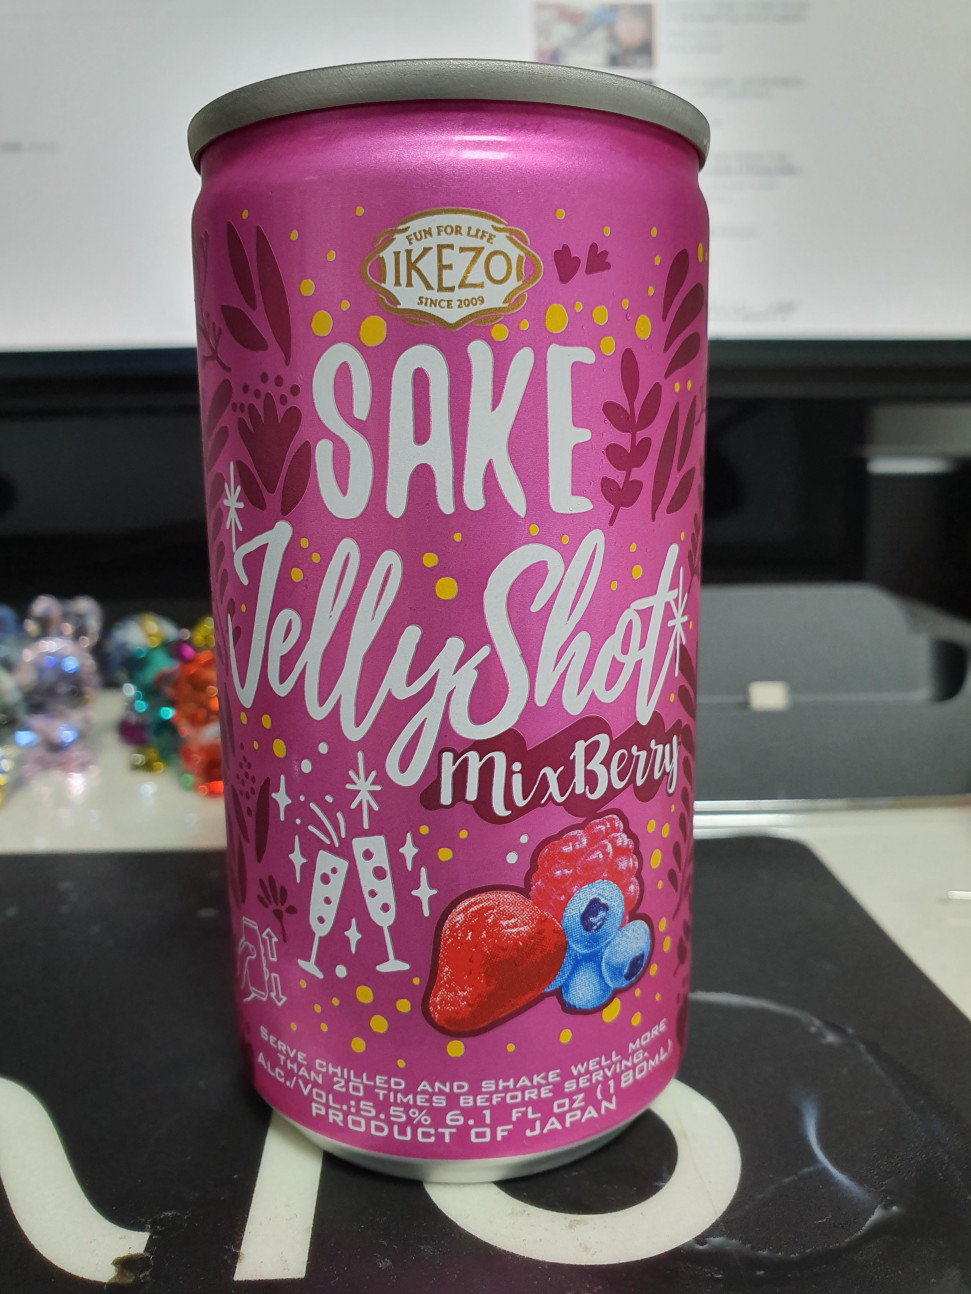 FUN FOR LIFE
IKEZO
SINCE 2009
SAKE
JellyShot
MixBerry
SERVE CHILLED AND SHAKE WELL MORE
THAN 20 TIMES BEFORE SERVING.
ALC./VOL.:5.5% 6.1 FL OZ (180mL)
PRODUCT OF JAPAN